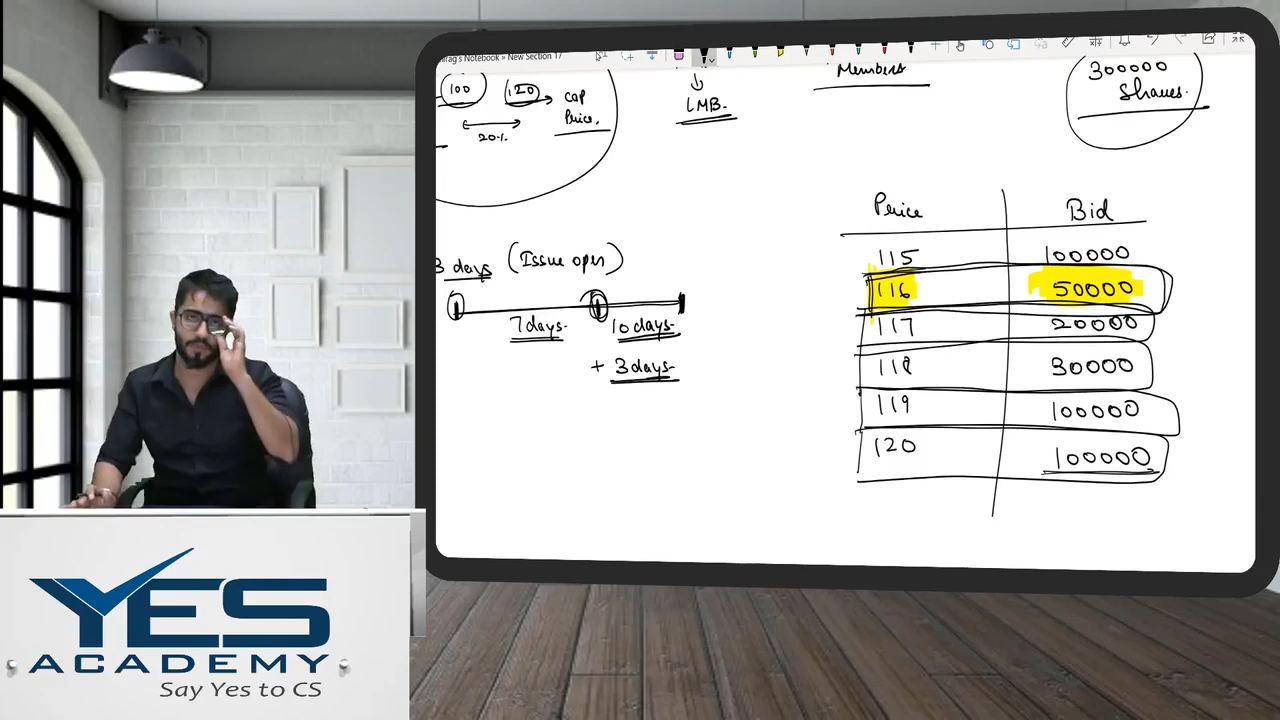 irag's Notebook » New Section 17
100 120 cap
Price.
20%
LMB.
Members
300000
Shares.
3 days (Issue open)
7 days 10 days
+ 3 days
Price Bid
115 100000
116 50000
117 20000
118 30000
119 100000
120 100000
YES
ACADEMY
Say Yes to CS